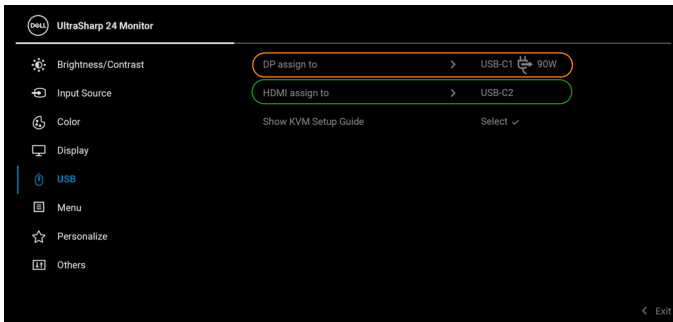 DELL UltraSharp 24 Monitor
Brightness/Contrast
DP assign to > USB-C1 90W
Input Source
HDMI assign to > USB-C2
Color
Show KVM Setup Guide Select ✓
Display
USB
Menu
Personalize
Others
< Exit